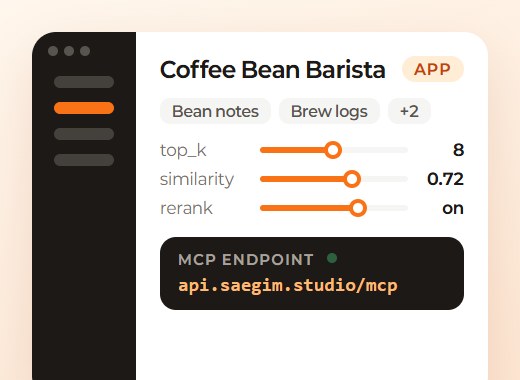 Coffee Bean Barista APP
Bean notes Brew logs +2
top_k 8
similarity 0.72
rerank on
MCP ENDPOINT
api.saegim.studio/mcp